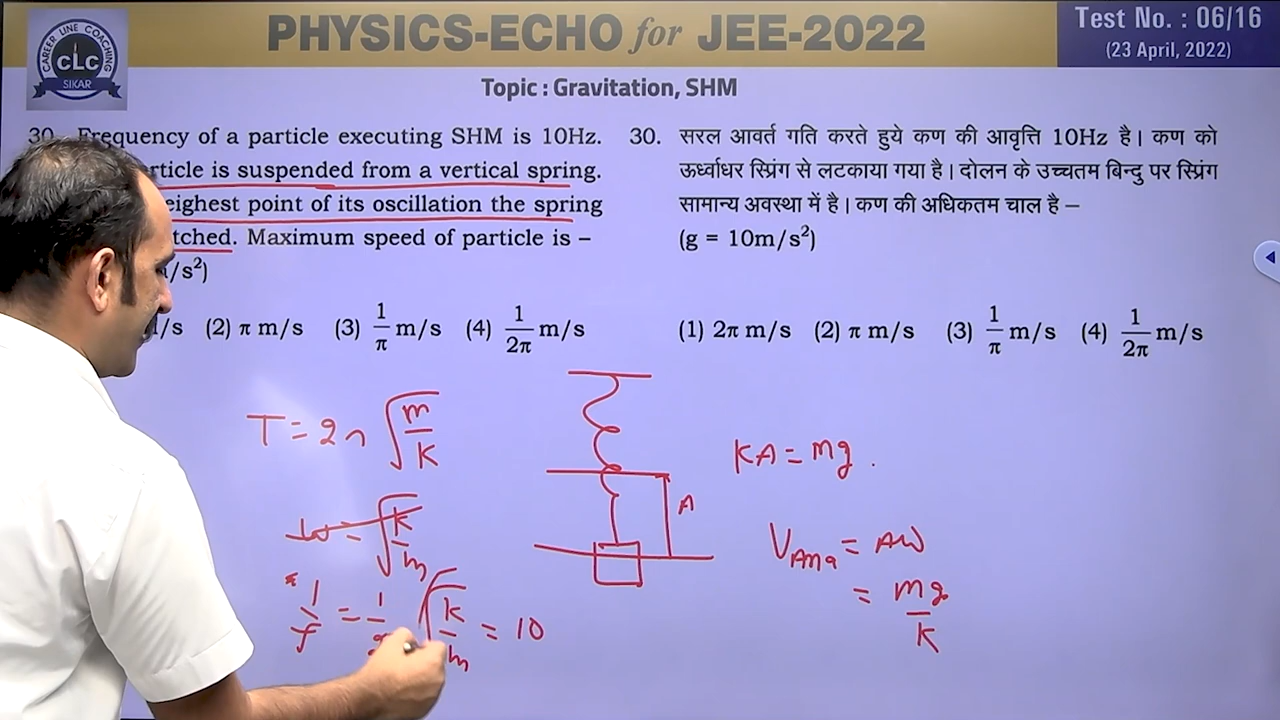 CAREER LINE COACHING
CLC
SIKAR
PHYSICS-ECHO for JEE-2022
Test No. : 06/16
(23 April, 2022)
Topic : Gravitation, SHM
30. Frequency of a particle executing SHM is 10Hz.
rticle is suspended from a vertical spring.
eighest point of its oscillation the spring
tched. Maximum speed of particle is –
/s²)
/s (2) π m/s (3) 1/π m/s (4) 1/2π m/s
30. सरल आवर्त गति करते हुये कण की आवृत्ति 10Hz है। कण को
ऊर्ध्वाधर स्प्रिंग से लटकाया गया है। दोलन के उच्चतम बिन्दु पर स्प्रिंग
सामान्य अवस्था में है। कण की अधिकतम चाल है –
(g = 10m/s²)
(1) 2π m/s (2) π m/s (3) 1/π m/s (4) 1/2π m/s
T = 2π √m/K
ω = √K/m
1/f = 1/2 √K/m = 10
A
KA = mg.
= Aω
= mg/K